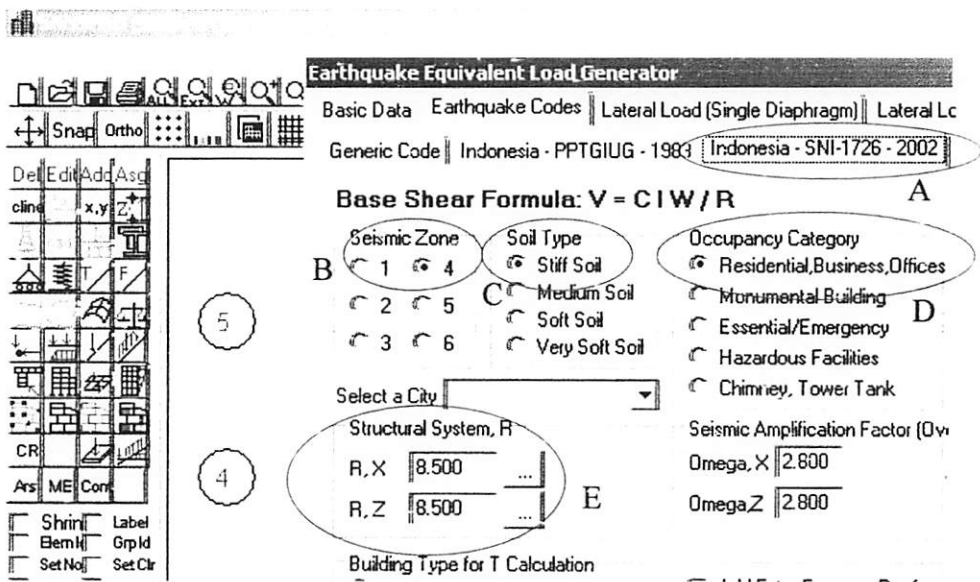 Earthquake Equivalent Load Generator
ALL EXT
Basic Data Earthquake Codes Lateral Load (Single Diaphragm) Lateral Lc
Snap Ortho
Generic Code Indonesia - PPTGIUG - 1983 Indonesia - SNI-1726 - 2002
A
Del Edit Add Asg
cline x,y Z
Base Shear Formula: V = C I W / R
Seismic Zone Soil Type Occupancy Category
B 1 4 Stiff Soil Residential,Business,Offices
T F
C Medium Soil Monumental Building D
2 5
5
Soft Soil Essential/Emergency
3 6 Very Soft Soil Hazardous Facilities
Chimney, Tower Tank
Select a City
Structural System, R Seismic Amplification Factor (Ov
CR
R, X 8.500 ... Omega, X 2.800
4
Ars ME Con
R, Z 8.500 ... E Omega,Z 2.800
Shrin Label
Elem Id Grp Id
Set No Set Clr
Building Type for T Calculation